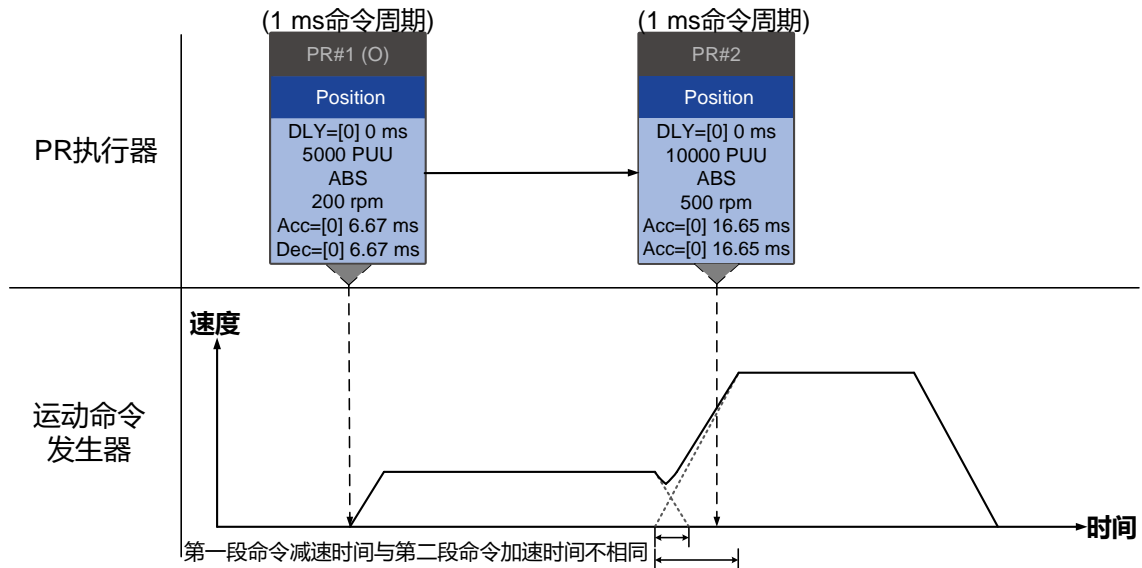 (1 ms命令周期)
(1 ms命令周期)
PR#1 (O)
Position
DLY=[0] 0 ms
5000 PUU
ABS
200 rpm
Acc=[0] 6.67 ms
Dec=[0] 6.67 ms
PR#2
Position
DLY=[0] 0 ms
10000 PUU
ABS
500 rpm
Acc=[0] 16.65 ms
Acc=[0] 16.65 ms
PR执行器
速度
运动命令
发生器
时间
第一段命令减速时间与第二段命令加速时间不相同